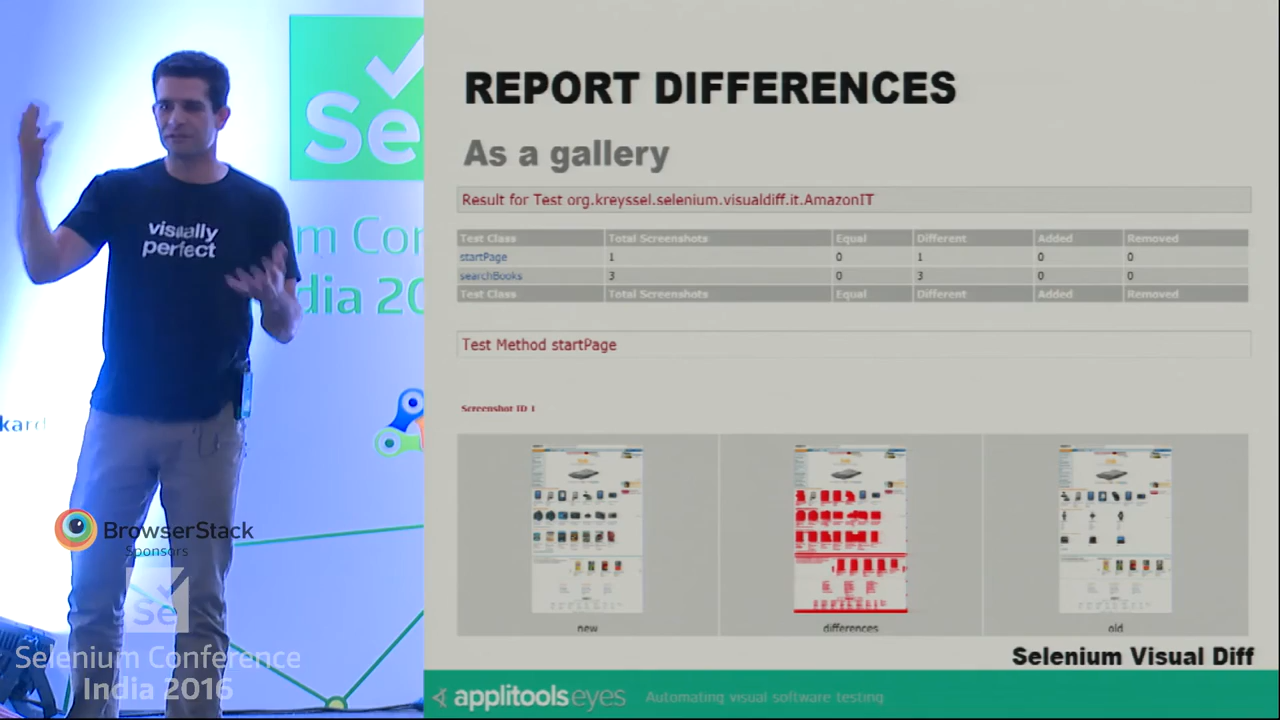 Se
visually
perfect
m Con
dia 20
kard
BrowserStack
Sponsors
Se
Selenium Conference
India 2016
REPORT DIFFERENCES
As a gallery
Result for Test org.kreyssel.selenium.visualdiff.it.AmazonIT
Test Class Total Screenshots Equal Different Added Removed
startPage 1 0 1 0 0
searchBooks 3 0 3 0 0
Test Class Total Screenshots Equal Different Added Removed
Test Method startPage
Screenshot ID 1
new differences old
Selenium Visual Diff
applitools eyes Automating visual software testing